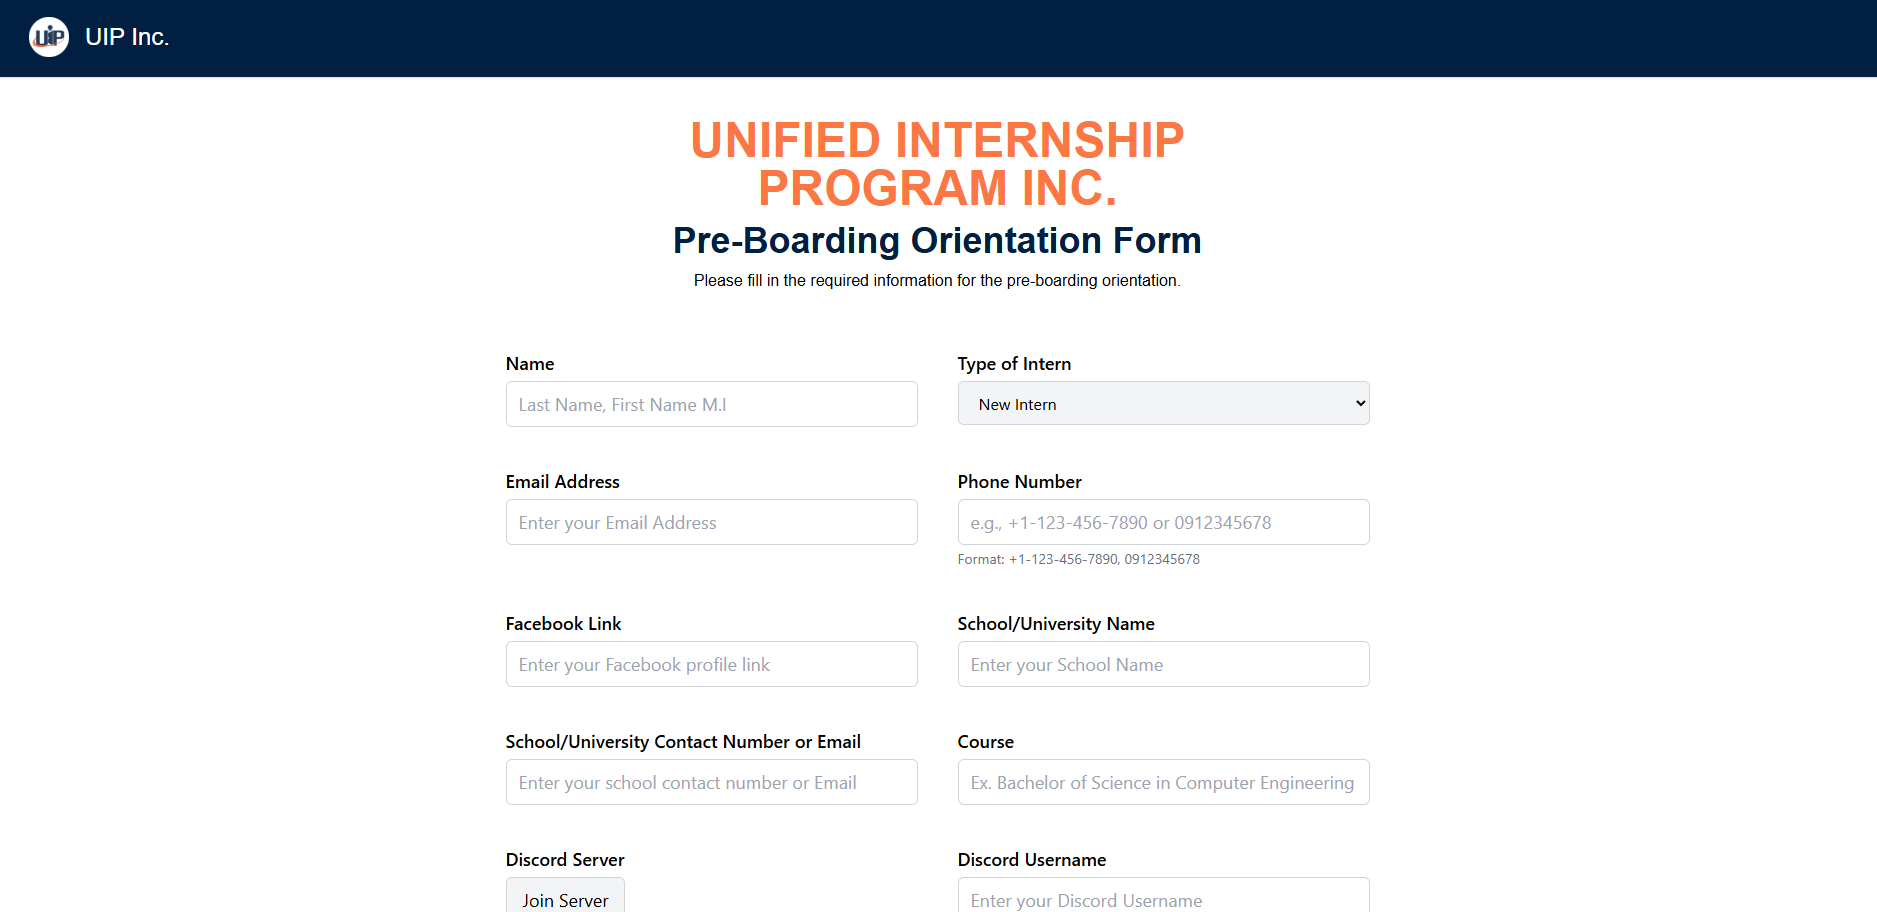 UiP UIP Inc.
UNIFIED INTERNSHIP
PROGRAM INC.
Pre-Boarding Orientation Form
Please fill in the required information for the pre-boarding orientation.
Name
Last Name, First Name M.I
Type of Intern
New Intern
Email Address
Enter your Email Address
Phone Number
e.g., +1-123-456-7890 or 0912345678
Format: +1-123-456-7890, 0912345678
Facebook Link
Enter your Facebook profile link
School/University Name
Enter your School Name
School/University Contact Number or Email
Enter your school contact number or Email
Course
Ex. Bachelor of Science in Computer Engineering
Discord Server
Join Server
Discord Username
Enter your Discord Username